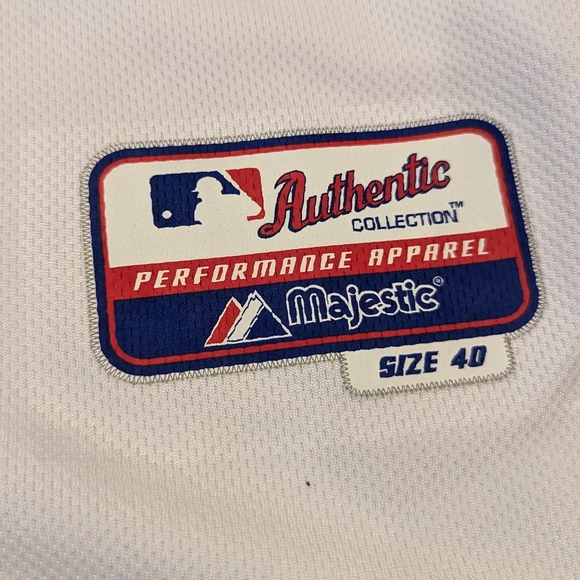 Authentic
COLLECTION™
PERFORMANCE APPAREL
Majestic®
SIZE 40